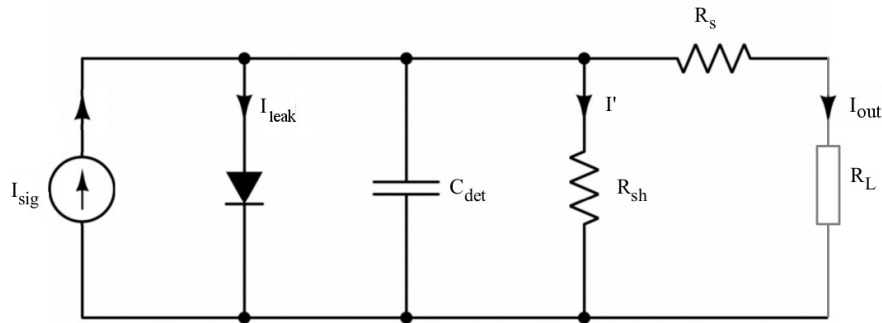 R_s
I_leak
I'
I_out
I_sig
C_det
R_sh
R_L